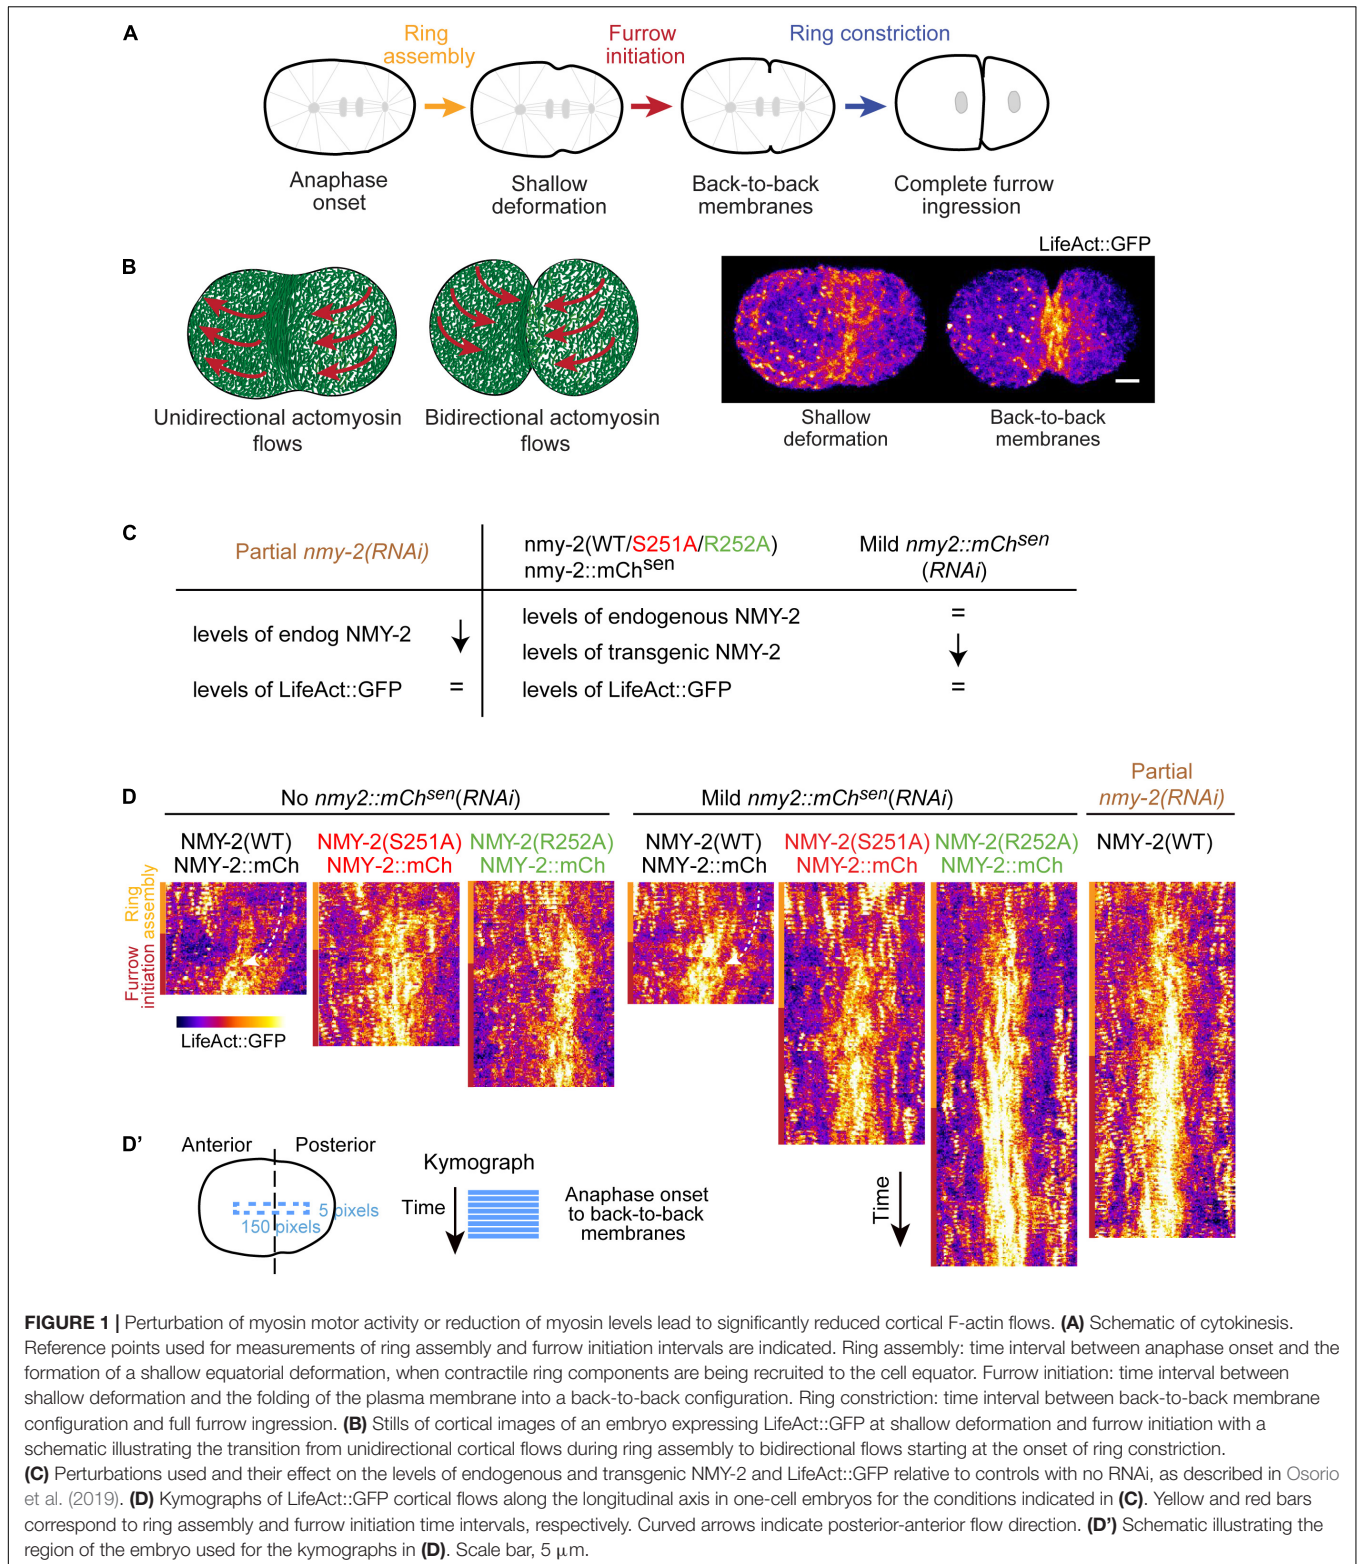 A
Ring
assembly
Furrow
initiation
Ring constriction
Anaphase
onset
Shallow
deformation
Back-to-back
membranes
Complete furrow
ingression
B
LifeAct::GFP
Unidirectional actomyosin
flows
Bidirectional actomyosin
flows
Shallow
deformation
Back-to-back
membranes
C
Partial nmy-2(RNAi)
nmy-2(WT/S251A/R252A)
nmy-2::mCh^sen
Mild nmy2::mCh^sen
(RNAi)
levels of endog NMY-2
levels of LifeAct::GFP =
levels of endogenous NMY-2 =
levels of transgenic NMY-2
levels of LifeAct::GFP =
D
No nmy2::mCh^sen(RNAi)
Mild nmy2::mCh^sen(RNAi)
Partial
nmy-2(RNAi)
NMY-2(WT)
NMY-2::mCh
NMY-2(S251A)
NMY-2::mCh
NMY-2(R252A)
NMY-2::mCh
NMY-2(WT)
NMY-2::mCh
NMY-2(S251A)
NMY-2::mCh
NMY-2(R252A)
NMY-2::mCh
NMY-2(WT)
Ring
assembly
Furrow
initiation
LifeAct::GFP
D’
Anterior
Posterior
5 pixels
150 pixels
Kymograph
Time
Anaphase onset
to back-to-back
membranes
Time
FIGURE 1 | Perturbation of myosin motor activity or reduction of myosin levels lead to significantly reduced cortical F-actin flows. (A) Schematic of cytokinesis.
Reference points used for measurements of ring assembly and furrow initiation intervals are indicated. Ring assembly: time interval between anaphase onset and the
formation of a shallow equatorial deformation, when contractile ring components are being recruited to the cell equator. Furrow initiation: time interval between
shallow deformation and the folding of the plasma membrane into a back-to-back configuration. Ring constriction: time interval between back-to-back membrane
configuration and full furrow ingression. (B) Stills of cortical images of an embryo expressing LifeAct::GFP at shallow deformation and furrow initiation with a
schematic illustrating the transition from unidirectional cortical flows during ring assembly to bidirectional flows starting at the onset of ring constriction.
(C) Perturbations used and their effect on the levels of endogenous and transgenic NMY-2 and LifeAct::GFP relative to controls with no RNAi, as described in Osorio
et al. (2019). (D) Kymographs of LifeAct::GFP cortical flows along the longitudinal axis in one-cell embryos for the conditions indicated in (C). Yellow and red bars
correspond to ring assembly and furrow initiation time intervals, respectively. Curved arrows indicate posterior-anterior flow direction. (D’) Schematic illustrating the
region of the embryo used for the kymographs in (D). Scale bar, 5 μm.